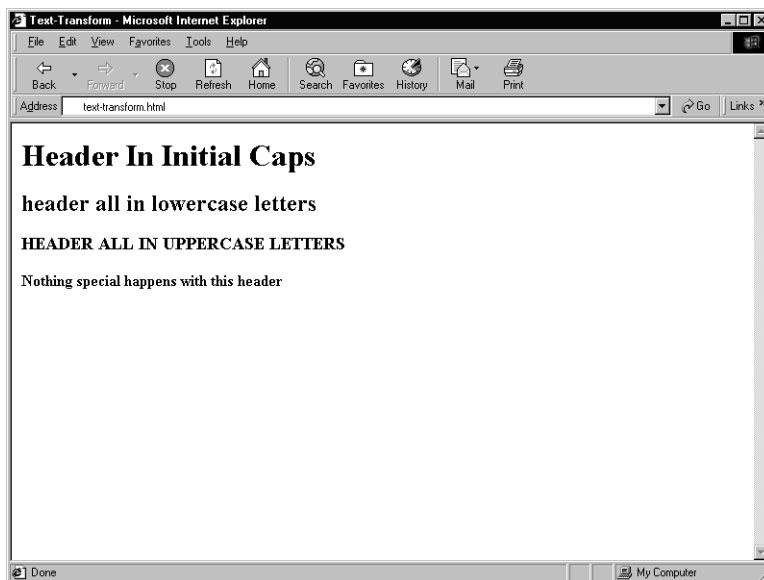 Text-Transform - Microsoft Internet Explorer
File Edit View Favorites Tools Help
Back Forward Stop Refresh Home Search Favorites History Mail Print
Address text-transform.html Go Links »
Header In Initial Caps
header all in lowercase letters
HEADER ALL IN UPPERCASE LETTERS
Nothing special happens with this header
Done My Computer